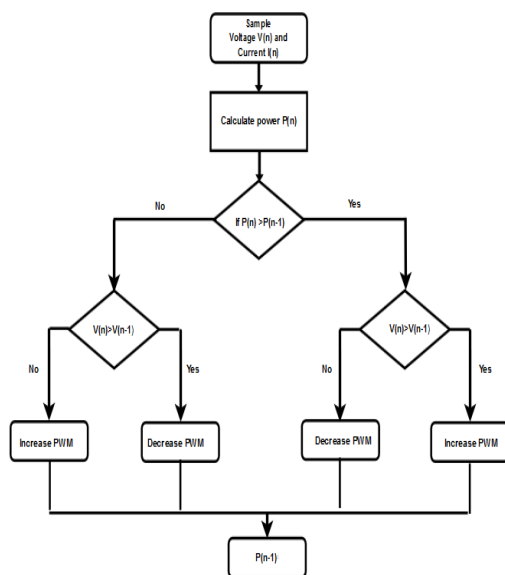 Sample
Voltage V(n) and
Current I(n)
Calculate power P(n)
If P(n) >P(n-1)
No
Yes
V(n)>V(n-1)
V(n)>V(n-1)
No
Yes
No
Yes
Increase PWM
Decrease PWM
Decrease PWM
Increase PWM
P(n-1)